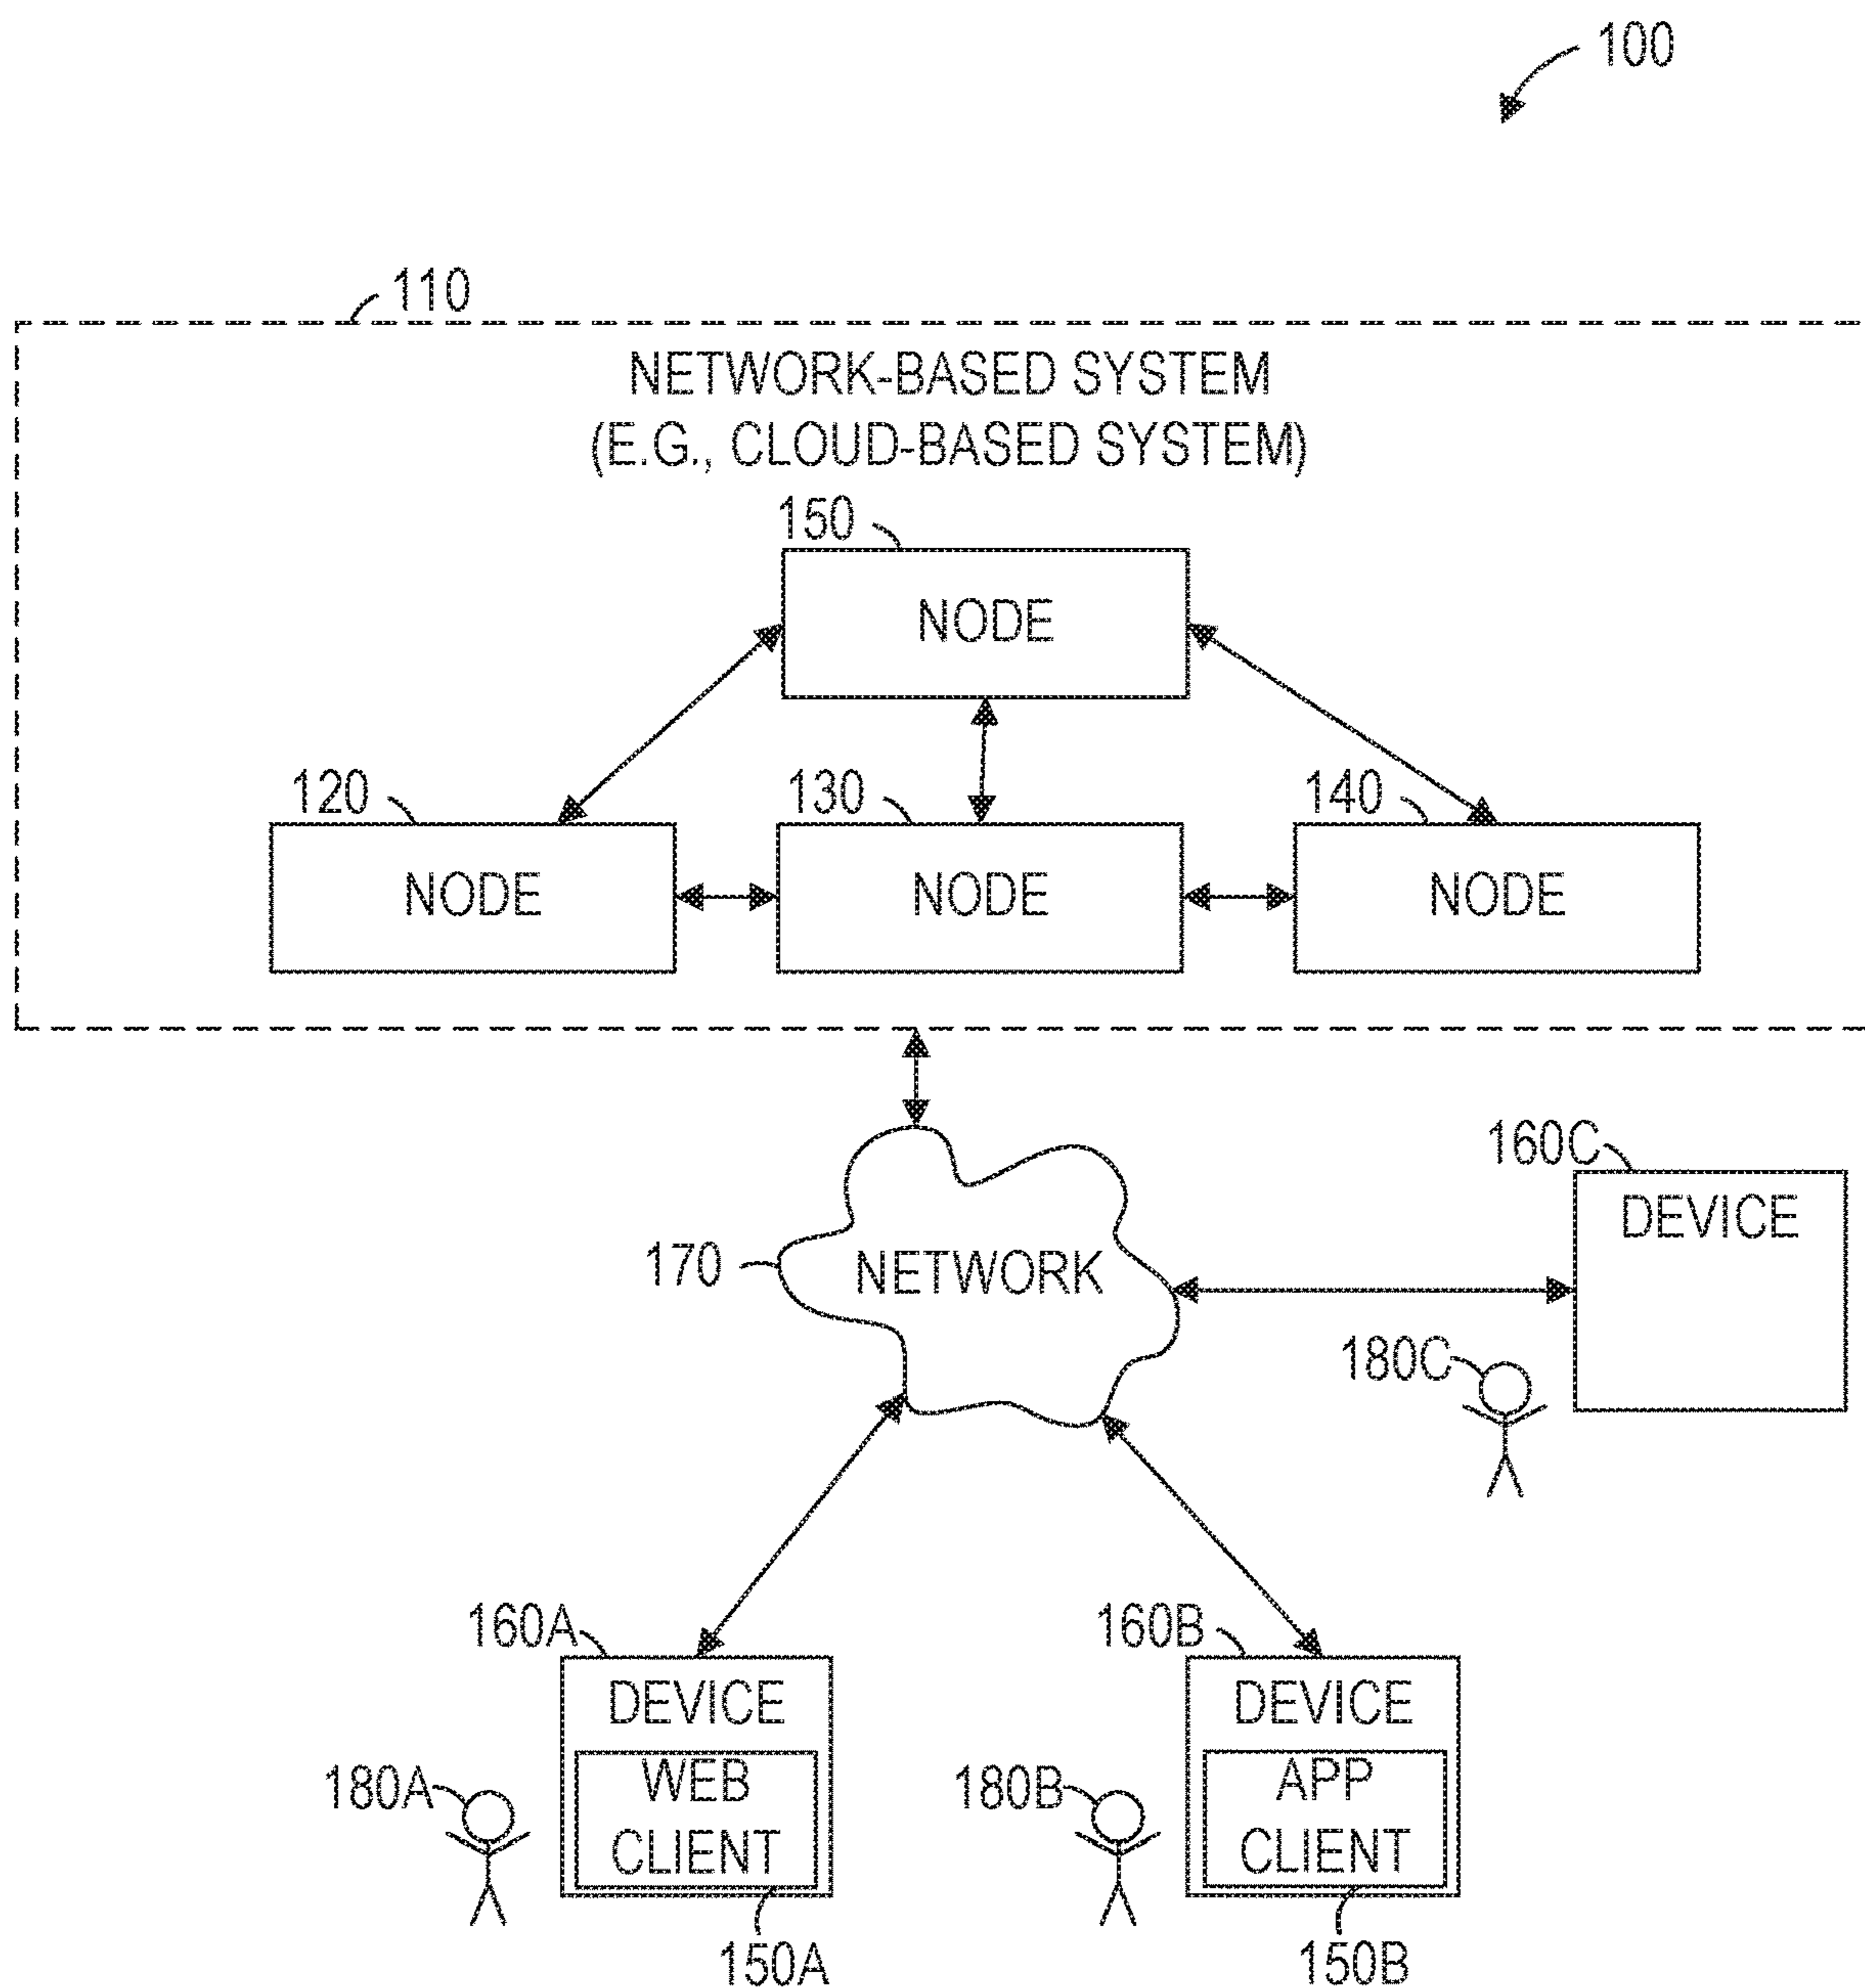 100
110
NETWORK-BASED SYSTEM
(E.G., CLOUD-BASED SYSTEM)
150
NODE
120
130
140
NODE
NODE
NODE
160C
DEVICE
170
NETWORK
180C
160A
160B
DEVICE
DEVICE
180A
WEB
CLIENT
180B
APP
CLIENT
150A
150B